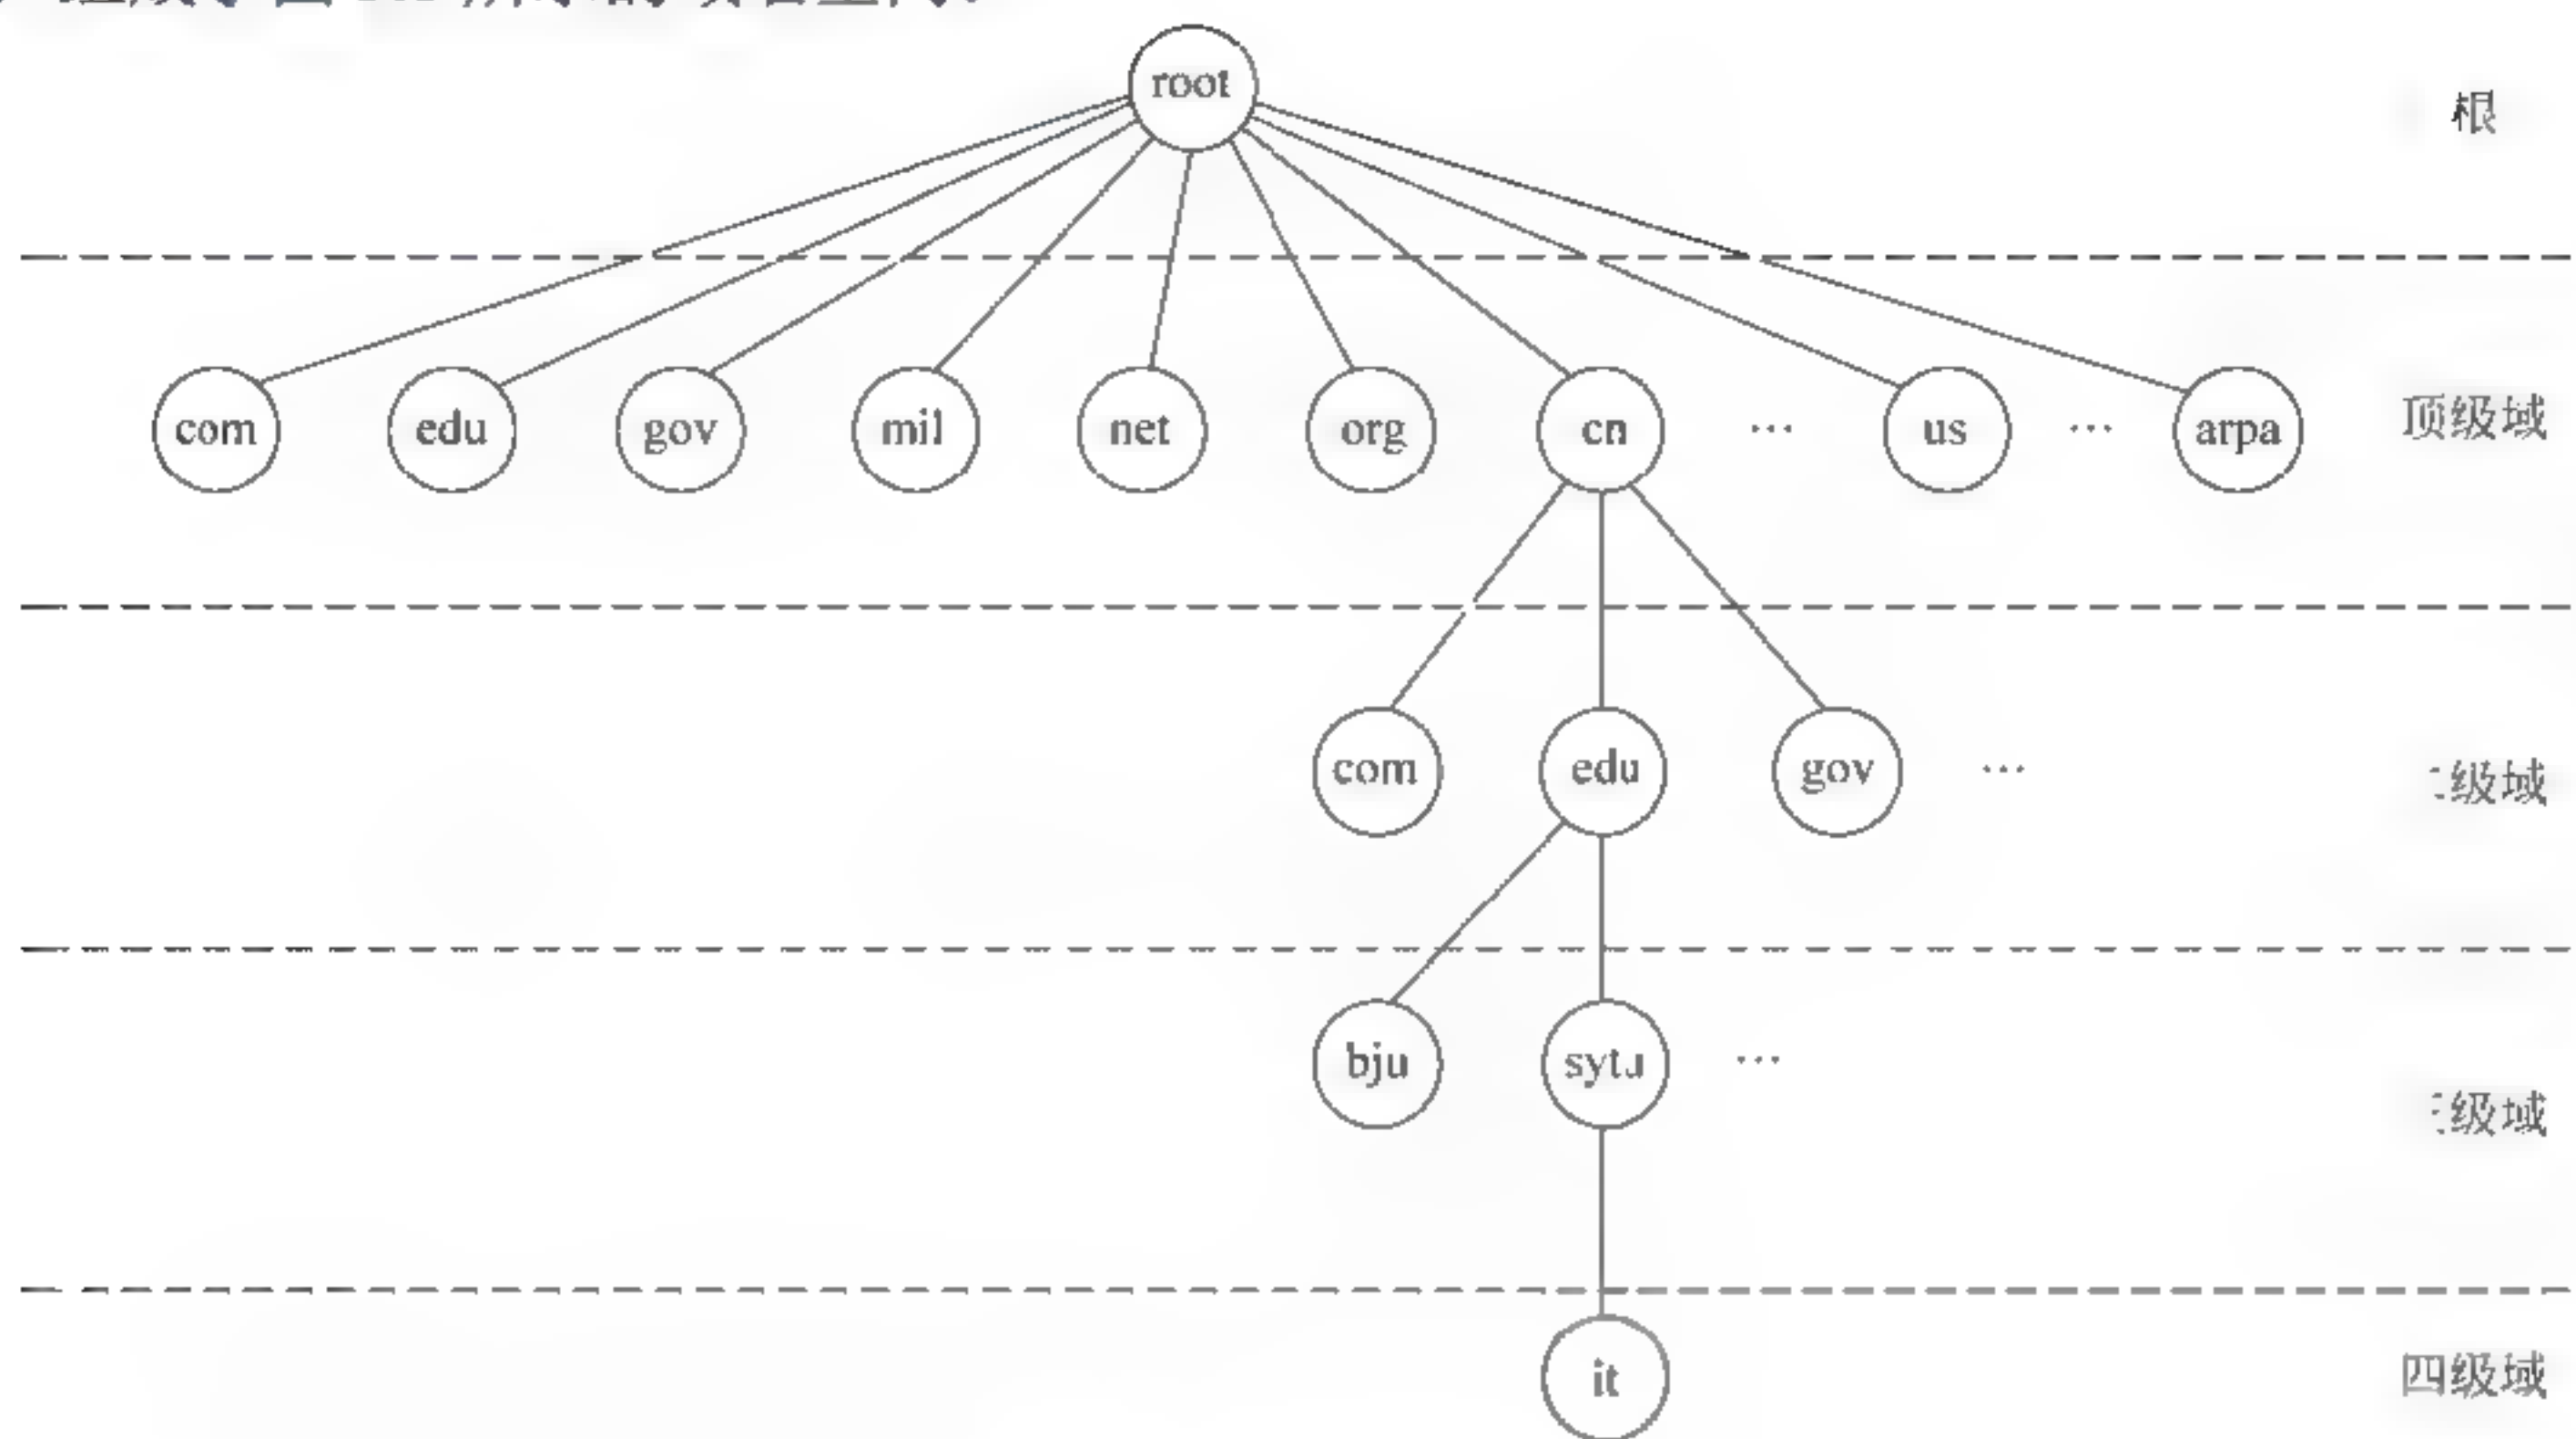 root
根
com edu gov mil net org cn … us … arpa 顶级域
com edu gov … 级域
bju … 级域
it
四级域